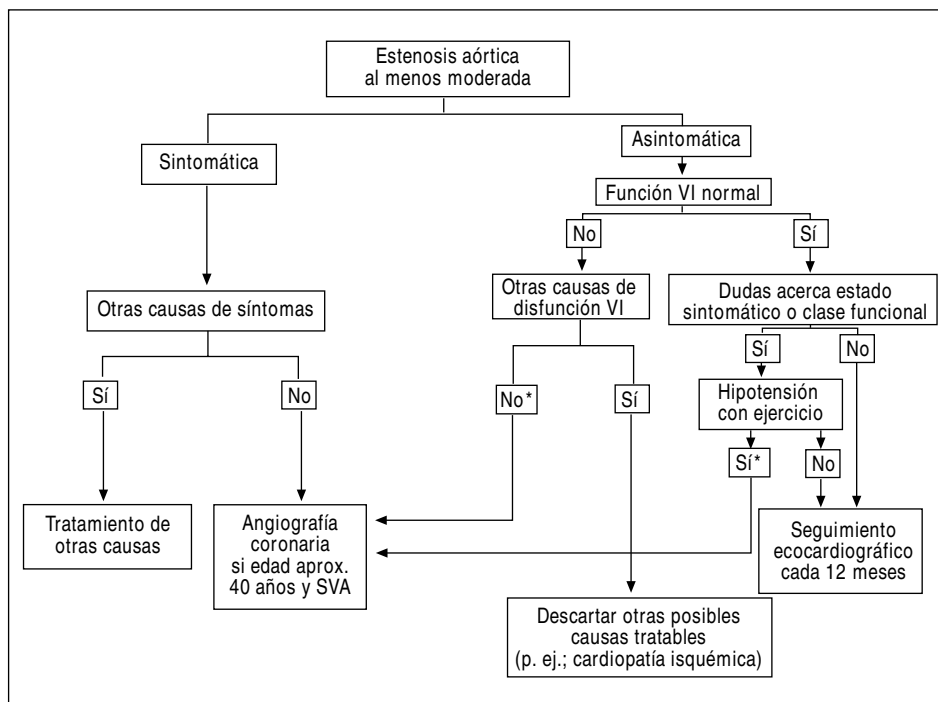 Estenosis aórtica
al menos moderada
Sintomática
Asintomática
Función VI normal
No
Sí
Otras causas de síntomas
Otras causas de
disfunción VI
Dudas acerca estado
sintomático o clase funcional
Sí
No
No*
Sí
Sí
No
Hipotensión
con ejercicio
Sí*
No
Tratamiento de
otras causas
Angiografía
coronaria
si edad aprox.
40 años y SVA
Seguimiento
ecocardiográfico
cada 12 meses
Descartar otras posibles
causas tratables
(p. ej.; cardiopatía isquémica)